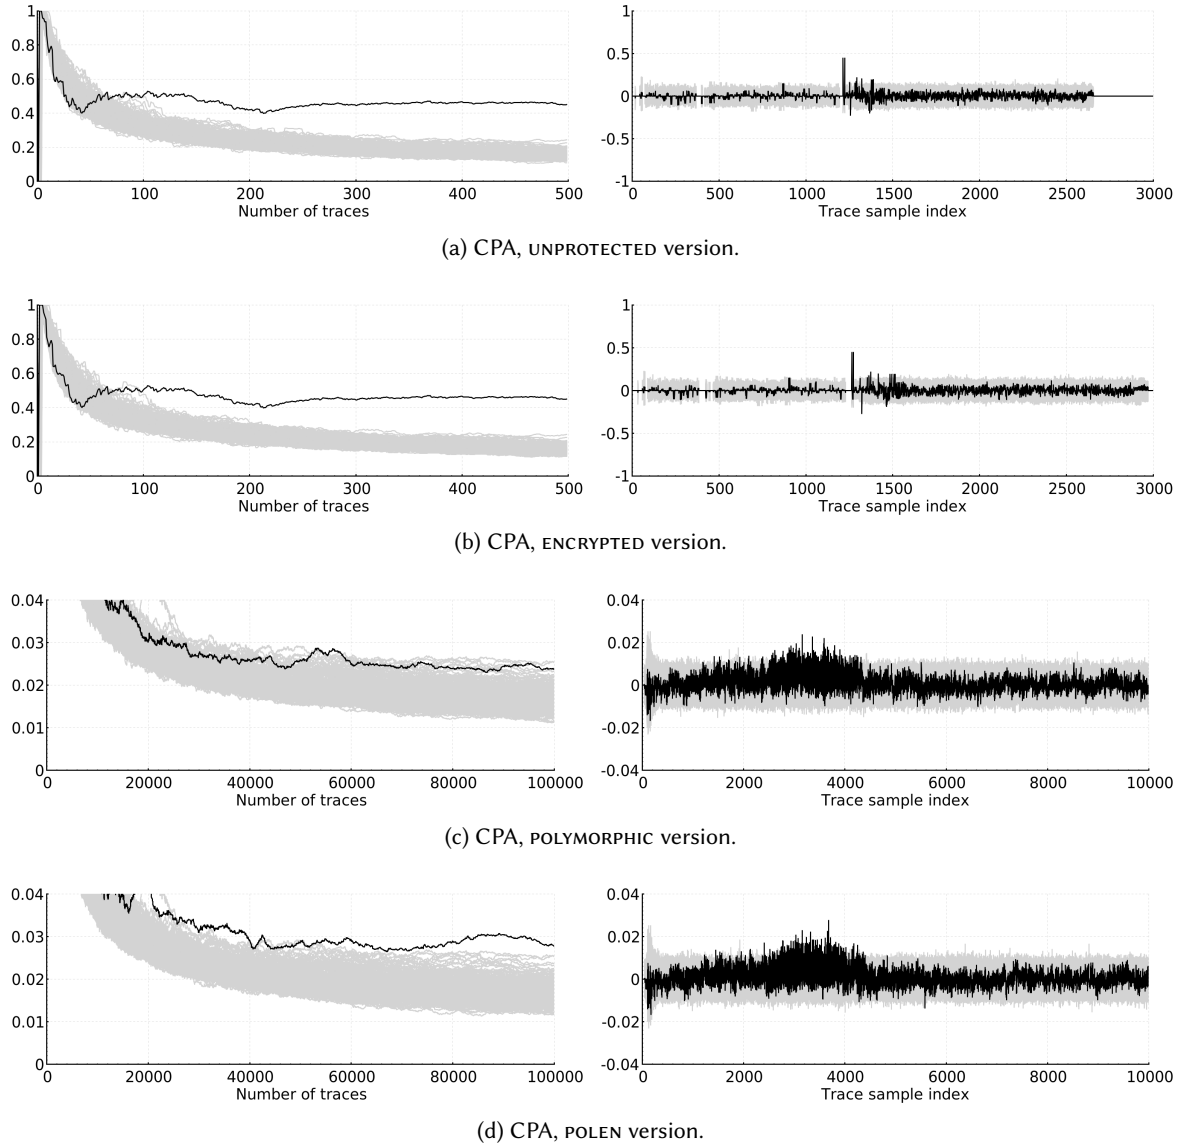 1
0.8
0.6
0.4
0.2
0
0 100 200 300 400 500
Number of traces
1
0.5
0
-0.5
-1
0 500 1000 1500 2000 2500 3000
Trace sample index
(a) CPA, UNPROTECTED version.
1
0.8
0.6
0.4
0.2
0
0 100 200 300 400 500
Number of traces
1
0.5
0
-0.5
-1
0 500 1000 1500 2000 2500 3000
Trace sample index
(b) CPA, ENCRYPTED version.
0.04
0.03
0.02
0.01
0
0 20000 40000 60000 80000 100000
Number of traces
0.04
0.02
0
-0.02
-0.04
0 2000 4000 6000 8000 10000
Trace sample index
(c) CPA, POLYMORPHIC version.
0.04
0.03
0.02
0.01
0
0 20000 40000 60000 80000 100000
Number of traces
0.04
0.02
0
-0.02
-0.04
0 2000 4000 6000 8000 10000
Trace sample index
(d) CPA, POLEN version.